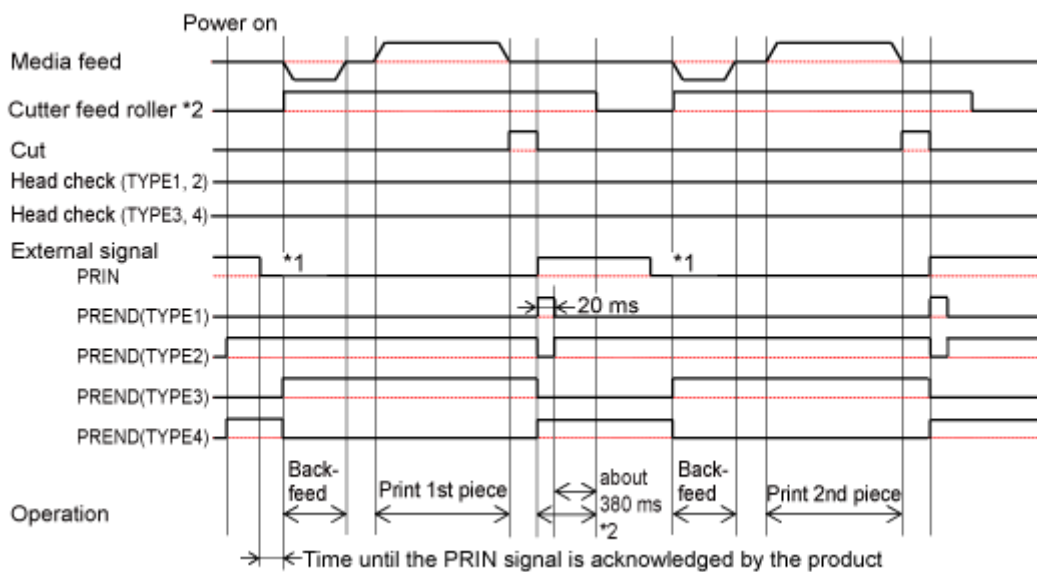 Power on
Media feed
Cutter feed roller *2
Cut
Head check (TYPE1, 2)
Head check (TYPE3, 4)
External signal
*1 *1
PRIN
20 ms
PREND(TYPE1)
PREND(TYPE2)
PREND(TYPE3)
PREND(TYPE4)
Back-
feed
Print 1st piece
about
380 ms
*2
Back-
feed
Print 2nd piece
Operation
Time until the PRIN signal is acknowledged by the product